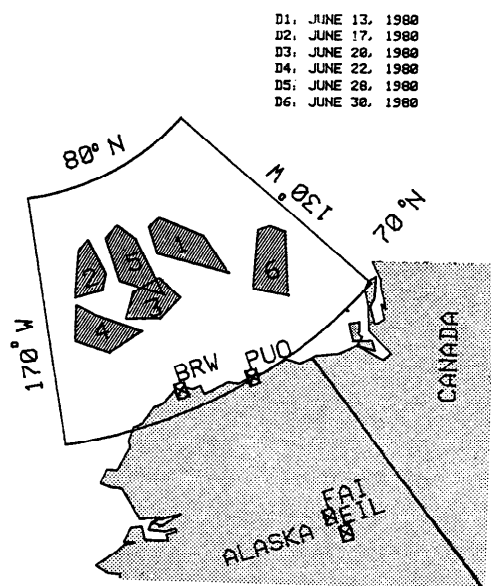 D1: JUNE 13, 1980
D2: JUNE 17, 1980
D3: JUNE 20, 1980
D4: JUNE 22, 1980
D5: JUNE 28, 1980
D6: JUNE 30, 1980
80° N
130° W
70 °N
170° W
1
2
5
6
3
4
BRW
PUO
CANADA
FAI
EIL
ALASKA